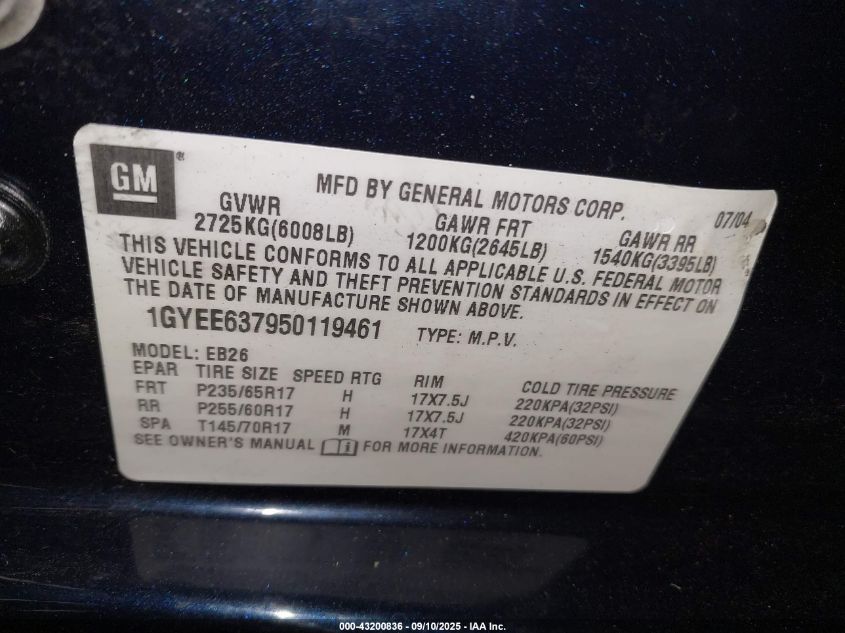 GM®
MFD BY GENERAL MOTORS CORP. 07/04
GVWR GAWR FRT GAWR RR
2725KG(6008LB) 1200KG(2645LB) 1540KG(3395LB)
THIS VEHICLE CONFORMS TO ALL APPLICABLE U.S. FEDERAL MOTOR
VEHICLE SAFETY AND THEFT PREVENTION STANDARDS IN EFFECT ON
THE DATE OF MANUFACTURE SHOWN ABOVE.
1GYEE637950119461 TYPE: M.P.V.
MODEL: EB26
EPAR TIRE SIZE SPEED RTG RIM COLD TIRE PRESSURE
FRT P235/65R17 H 17X7.5J 220KPA(32PSI)
RR P255/60R17 H 17X7.5J 220KPA(32PSI)
SPA T145/70R17 M 17X4T 420KPA(60PSI)
SEE OWNER'S MANUAL FOR MORE INFORMATION.
000-43200836 - 09/10/2025 - IAA Inc.